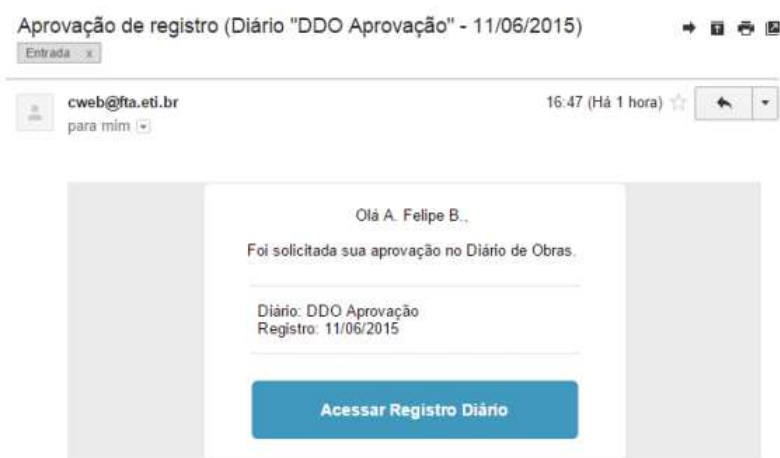 Aprovação de registro (Diário "DDO Aprovação" - 11/06/2015)
Entrada x
cweb@fta.eti.br
16:47 (Há 1 hora)
para mim
Olá A. Felipe B.,
Foi solicitada sua aprovação no Diário de Obras.
Diário: DDO Aprovação
Registro: 11/06/2015
Acessar Registro Diário